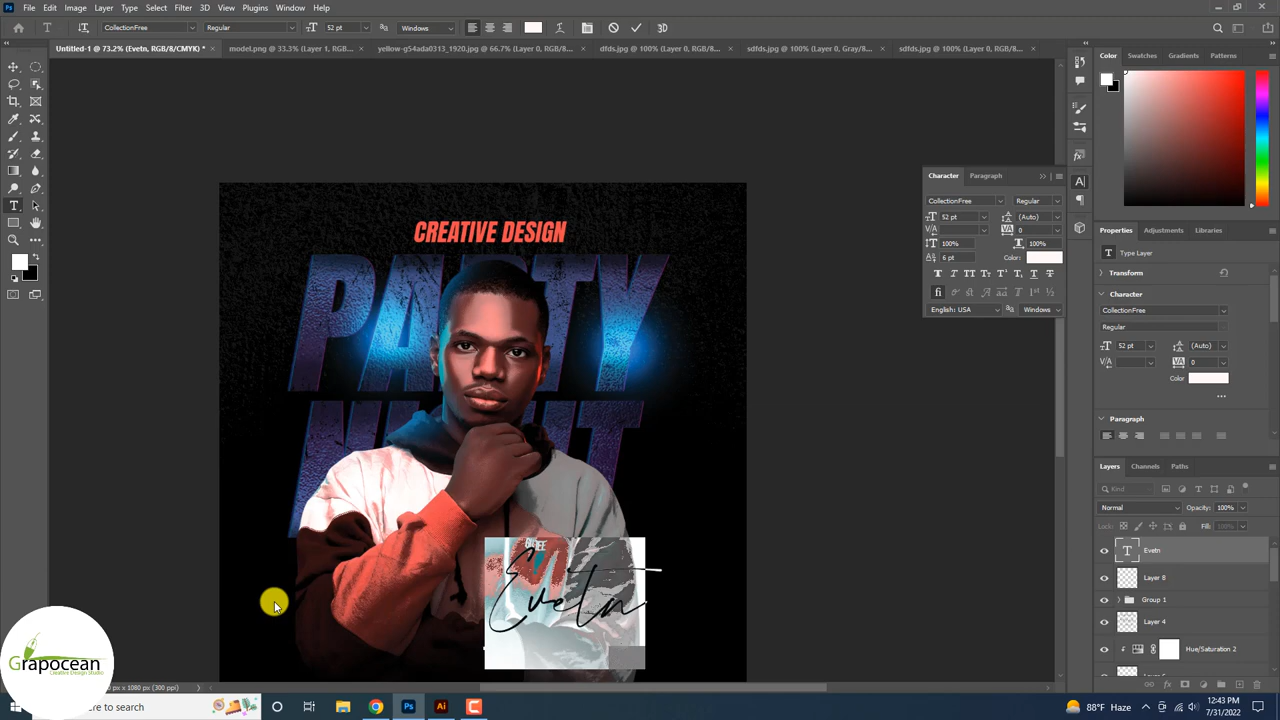 File Edit Image Layer Type Select Filter 3D View Plugins Window Help
CollectionFree Regular 52 pt Windows 3D
Untitled-1 @ 73.2% (Evetn, RGB/8/CMYK) * model.png @ 33.3% (Layer 1, RGB... yellow-g54ada0313_1920.jpg @ 66.7% (Layer 0, RGB/8... dfds.jpg @ 100% (Layer 0, RGB/8... sdfds.jpg @ 100% (Layer 0, Gray/8... sdfds.jpg @ 100% (Layer 0, RGB/8...
Color Swatches Gradients Patterns
Character Paragraph
CollectionFree Regular
52 pt (Auto)
0
100% 100%
6 pt Color:
English: USA Windows
Properties Adjustments Libraries
Type Layer
Transform
Character
CollectionFree
Regular
52 pt (Auto)
0
Color
Paragraph
Layers Channels Paths
Kind
Normal Opacity: 100%
Lock: Fill: 100%
Evetn
Layer 8
Group 1
Layer 4
Hue/Saturation 2
CREATIVE DESIGN
PARTY
NIGHT
Evetn
Grapocean
Creative Design Studio
px x 1080 px (300 ppi)
here to search
88°F Haze
12:43 PM
7/31/2022